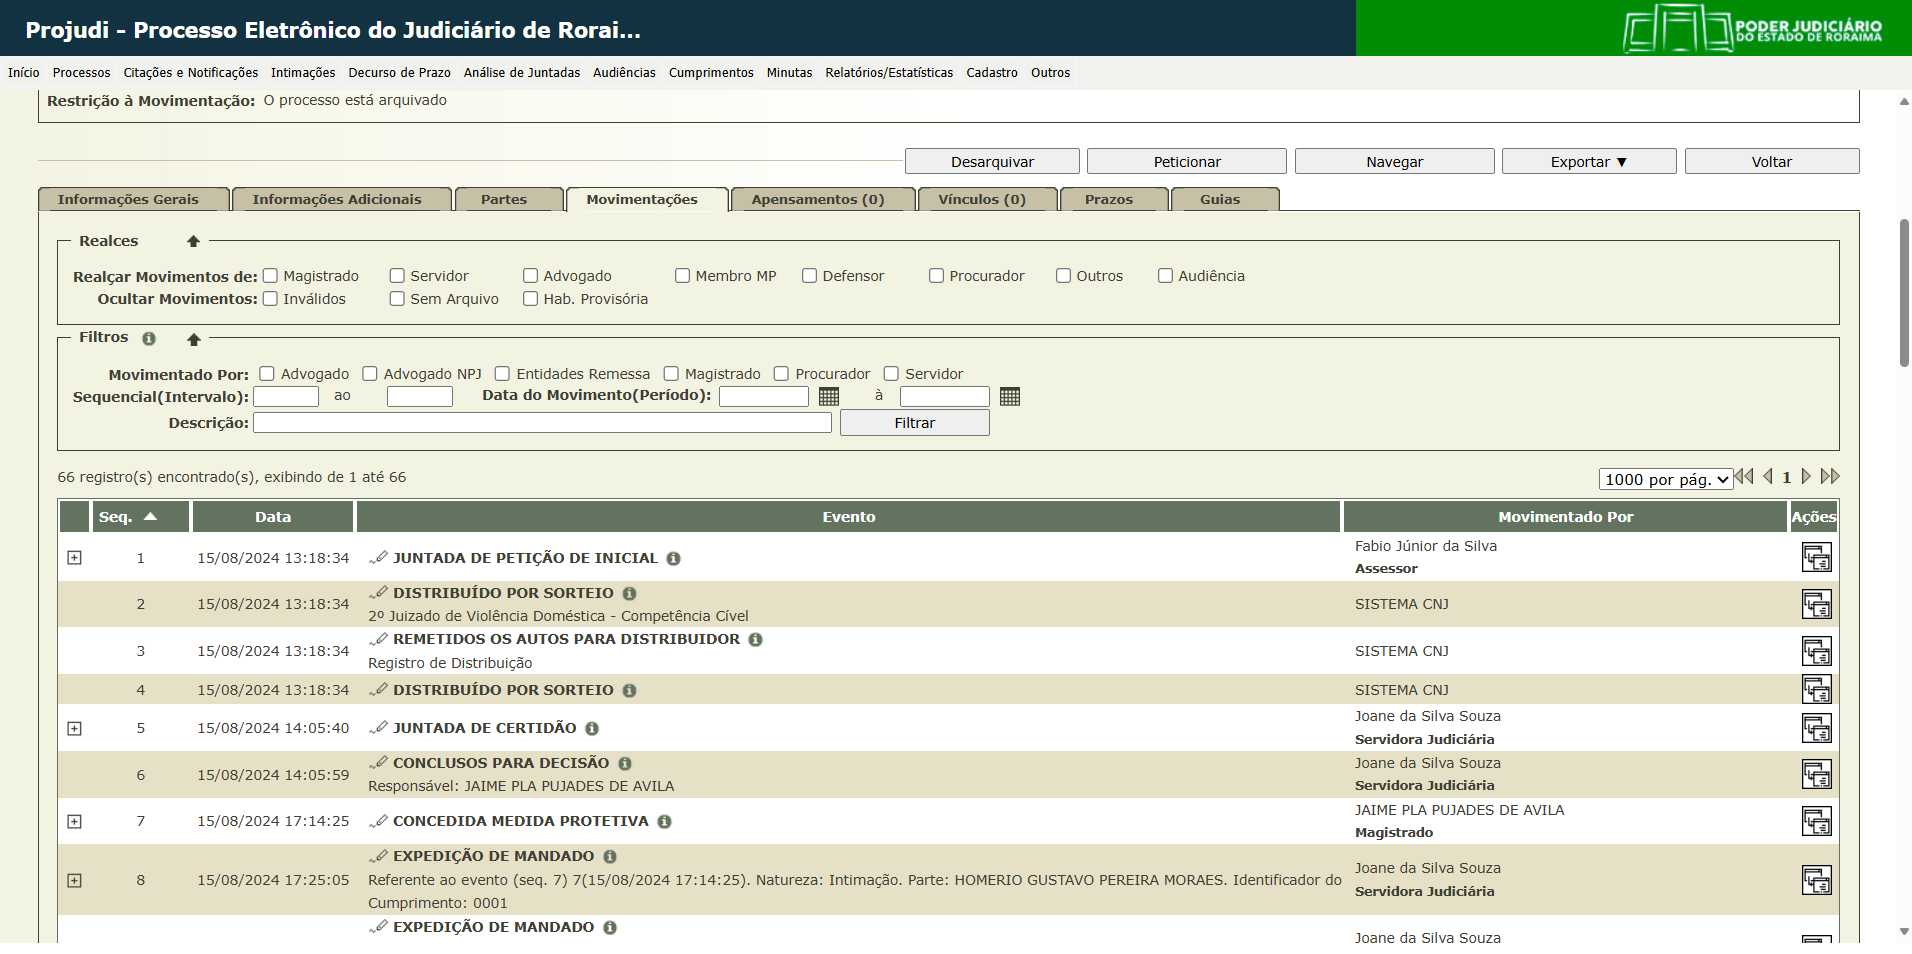 Projudi - Processo Eletrônico do Judiciário de Rorai...
PODER JUDICIÁRIO
DO ESTADO DE RORAIMA
Início Processos Citações e Notificações Intimações Decurso de Prazo Análise de Juntadas Audiências Cumprimentos Minutas Relatórios/Estatísticas Cadastro Outros
Restrição à Movimentação: O processo está arquivado
Desarquivar Peticionar Navegar Exportar ▼ Voltar
Informações Gerais Informações Adicionais Partes Movimentações Apensamentos (0) Vínculos (0) Prazos Guias
Realces
Realçar Movimentos de: Magistrado Servidor Advogado Membro MP Defensor Procurador Outros Audiência
Ocultar Movimentos: Inválidos Sem Arquivo Hab. Provisória
Filtros
Movimentado Por: Advogado Advogado NPJ Entidades Remessa Magistrado Procurador Servidor
Sequencial(Intervalo): ao Data do Movimento(Período): à
Descrição: Filtrar
66 registro(s) encontrado(s), exibindo de 1 até 66
1000 por pág. 1
Seq. Data Evento Movimentado Por Ações
1 15/08/2024 13:18:34 JUNTADA DE PETIÇÃO DE INICIAL Fabio Júnior da Silva
Assessor
2 15/08/2024 13:18:34 DISTRIBUÍDO POR SORTEIO SISTEMA CNJ
2º Juizado de Violência Doméstica - Competência Cível
3 15/08/2024 13:18:34 REMETIDOS OS AUTOS PARA DISTRIBUIDOR SISTEMA CNJ
Registro de Distribuição
4 15/08/2024 13:18:34 DISTRIBUÍDO POR SORTEIO SISTEMA CNJ
5 15/08/2024 14:05:40 JUNTADA DE CERTIDÃO Joane da Silva Souza
Servidora Judiciária
6 15/08/2024 14:05:59 CONCLUSOS PARA DECISÃO Joane da Silva Souza
Responsável: JAIME PLA PUJADES DE AVILA Servidora Judiciária
7 15/08/2024 17:14:25 CONCEDIDA MEDIDA PROTETIVA JAIME PLA PUJADES DE AVILA
Magistrado
8 15/08/2024 17:25:05 EXPEDIÇÃO DE MANDADO Joane da Silva Souza
Referente ao evento (seq. 7) 7(15/08/2024 17:14:25). Natureza: Intimação. Parte: HOMERIO GUSTAVO PEREIRA MORAES. Identificador do Servidora Judiciária
Cumprimento: 0001
EXPEDIÇÃO DE MANDADO
Joane da Silva Souza